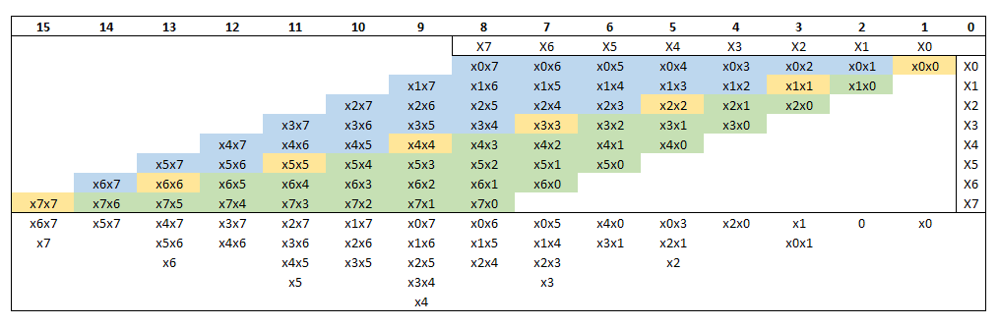 15 14 13 12 11 10 9 8 7 6 5 4 3 2 1 0
X7 X6 X5 X4 X3 X2 X1 X0
x0x7 x0x6 x0x5 x0x4 x0x3 x0x2 x0x1 x0x0 X0
x1x7 x1x6 x1x5 x1x4 x1x3 x1x2 x1x1 x1x0 X1
x2x7 x2x6 x2x5 x2x4 x2x3 x2x2 x2x1 x2x0 X2
x3x7 x3x6 x3x5 x3x4 x3x3 x3x2 x3x1 x3x0 X3
x4x7 x4x6 x4x5 x4x4 x4x3 x4x2 x4x1 x4x0 X4
x5x7 x5x6 x5x5 x5x4 x5x3 x5x2 x5x1 x5x0 X5
x6x7 x6x6 x6x5 x6x4 x6x3 x6x2 x6x1 x6x0 X6
x7x7 x7x6 x7x5 x7x4 x7x3 x7x2 x7x1 x7x0 X7
x6x7 x5x7 x4x7 x3x7 x2x7 x1x7 x0x7 x0x6 x0x5 x4x0 x0x3 x2x0 x1 0 x0
x7 x5x6 x4x6 x3x6 x2x6 x1x6 x1x5 x1x4 x3x1 x2x1 x0x1
x6 x4x5 x3x5 x2x5 x2x4 x2x3 x2
x5 x3x4 x3
x4